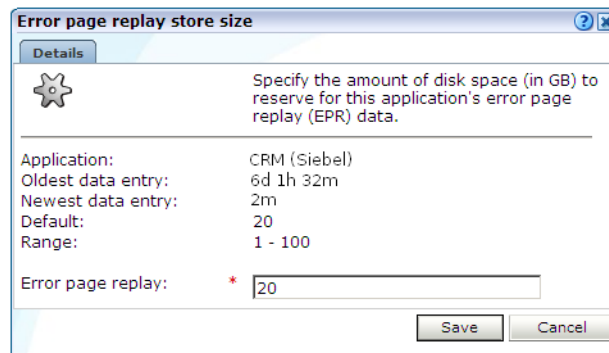 Error page replay store size
Details
Specify the amount of disk space (in GB) to
reserve for this application's error page
replay (EPR) data.
Application: CRM (Siebel)
Oldest data entry: 6d 1h 32m
Newest data entry: 2m
Default: 20
Range: 1 - 100
Error page replay: * 20
Save Cancel